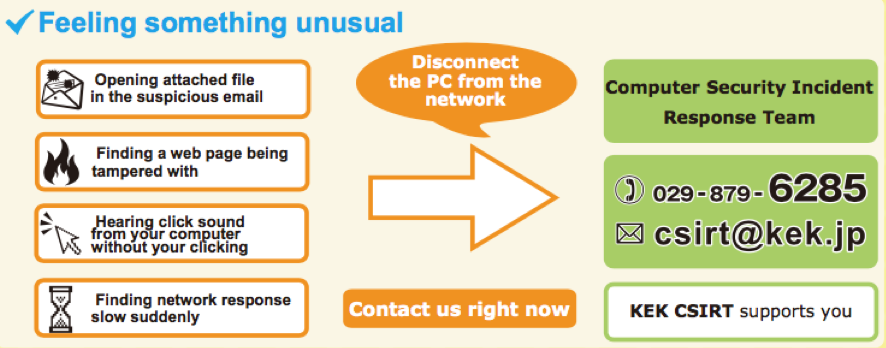 Feeling something unusual
Opening attached file
in the suspicious email
Finding a web page being
tampered with
Hearing click sound
from your computer
without your clicking
Finding network response
slow suddenly
Disconnect
the PC from the
network
Contact us right now
Computer Security Incident
Response Team
029-879-6285
csirt@kek.jp
KEK CSIRT supports you